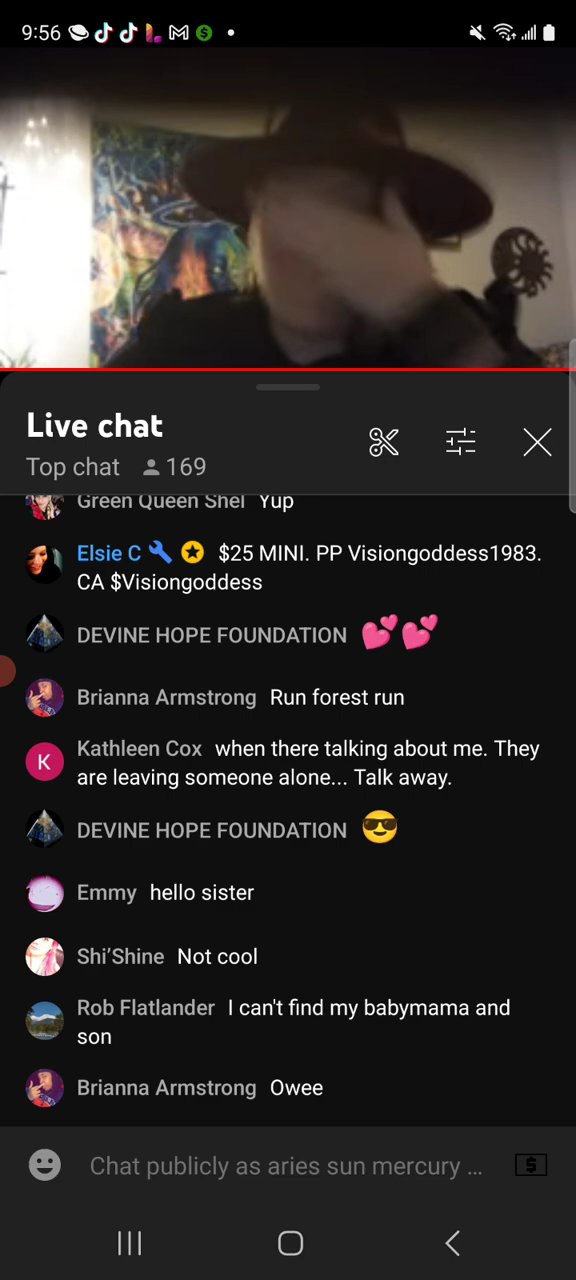 9:56
Live chat
Top chat 169
Green Queen Shel Yup
Elsie C $25 MINI. PP Visiongoddess1983.
CA $Visiongoddess
DEVINE HOPE FOUNDATION
Brianna Armstrong Run forest run
K Kathleen Cox when there talking about me. They
are leaving someone alone... Talk away.
DEVINE HOPE FOUNDATION
Emmy hello sister
Shi’Shine Not cool
Rob Flatlander I can't find my babymama and
son
Brianna Armstrong Owee
Chat publicly as aries sun mercury ...